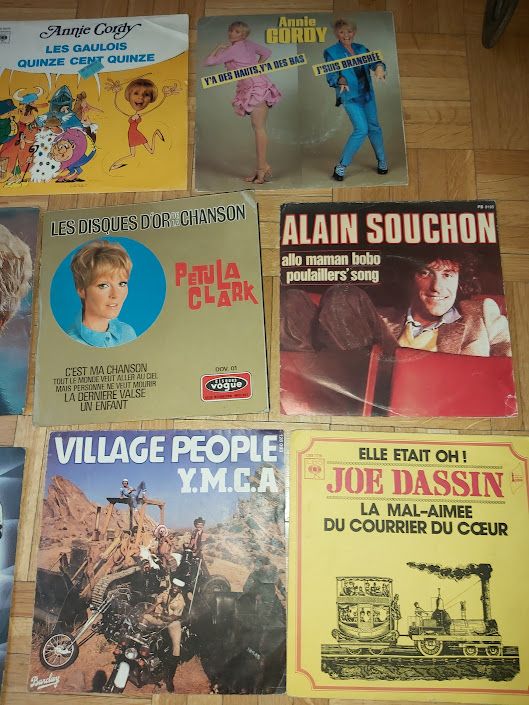 Annie Cordy
LES GAULOIS
QUINZE CENT QUINZE
Annie
CORDY
Y'A DES HAUTS, Y'A DES BAS
J'SUIS BRANCHÉE
LES DISQUES D'OR DE LA CHANSON
PETULA
CLARK
C'EST MA CHANSON
TOUT LE MONDE VEUT ALLER AU CIEL
MAIS PERSONNE NE VEUT MOURIR
LA DERNIERE VALSE
UN ENFANT
DOV. 01
DISQUES
vogue
ALAIN SOUCHON
allo maman bobo
poulaillers' song
VILLAGE PEOPLE
Y.M.C.A
Barclay
ELLE ETAIT OH !
CBS
JOE DASSIN
LA MAL-AIMEE
DU COURRIER DU CŒUR